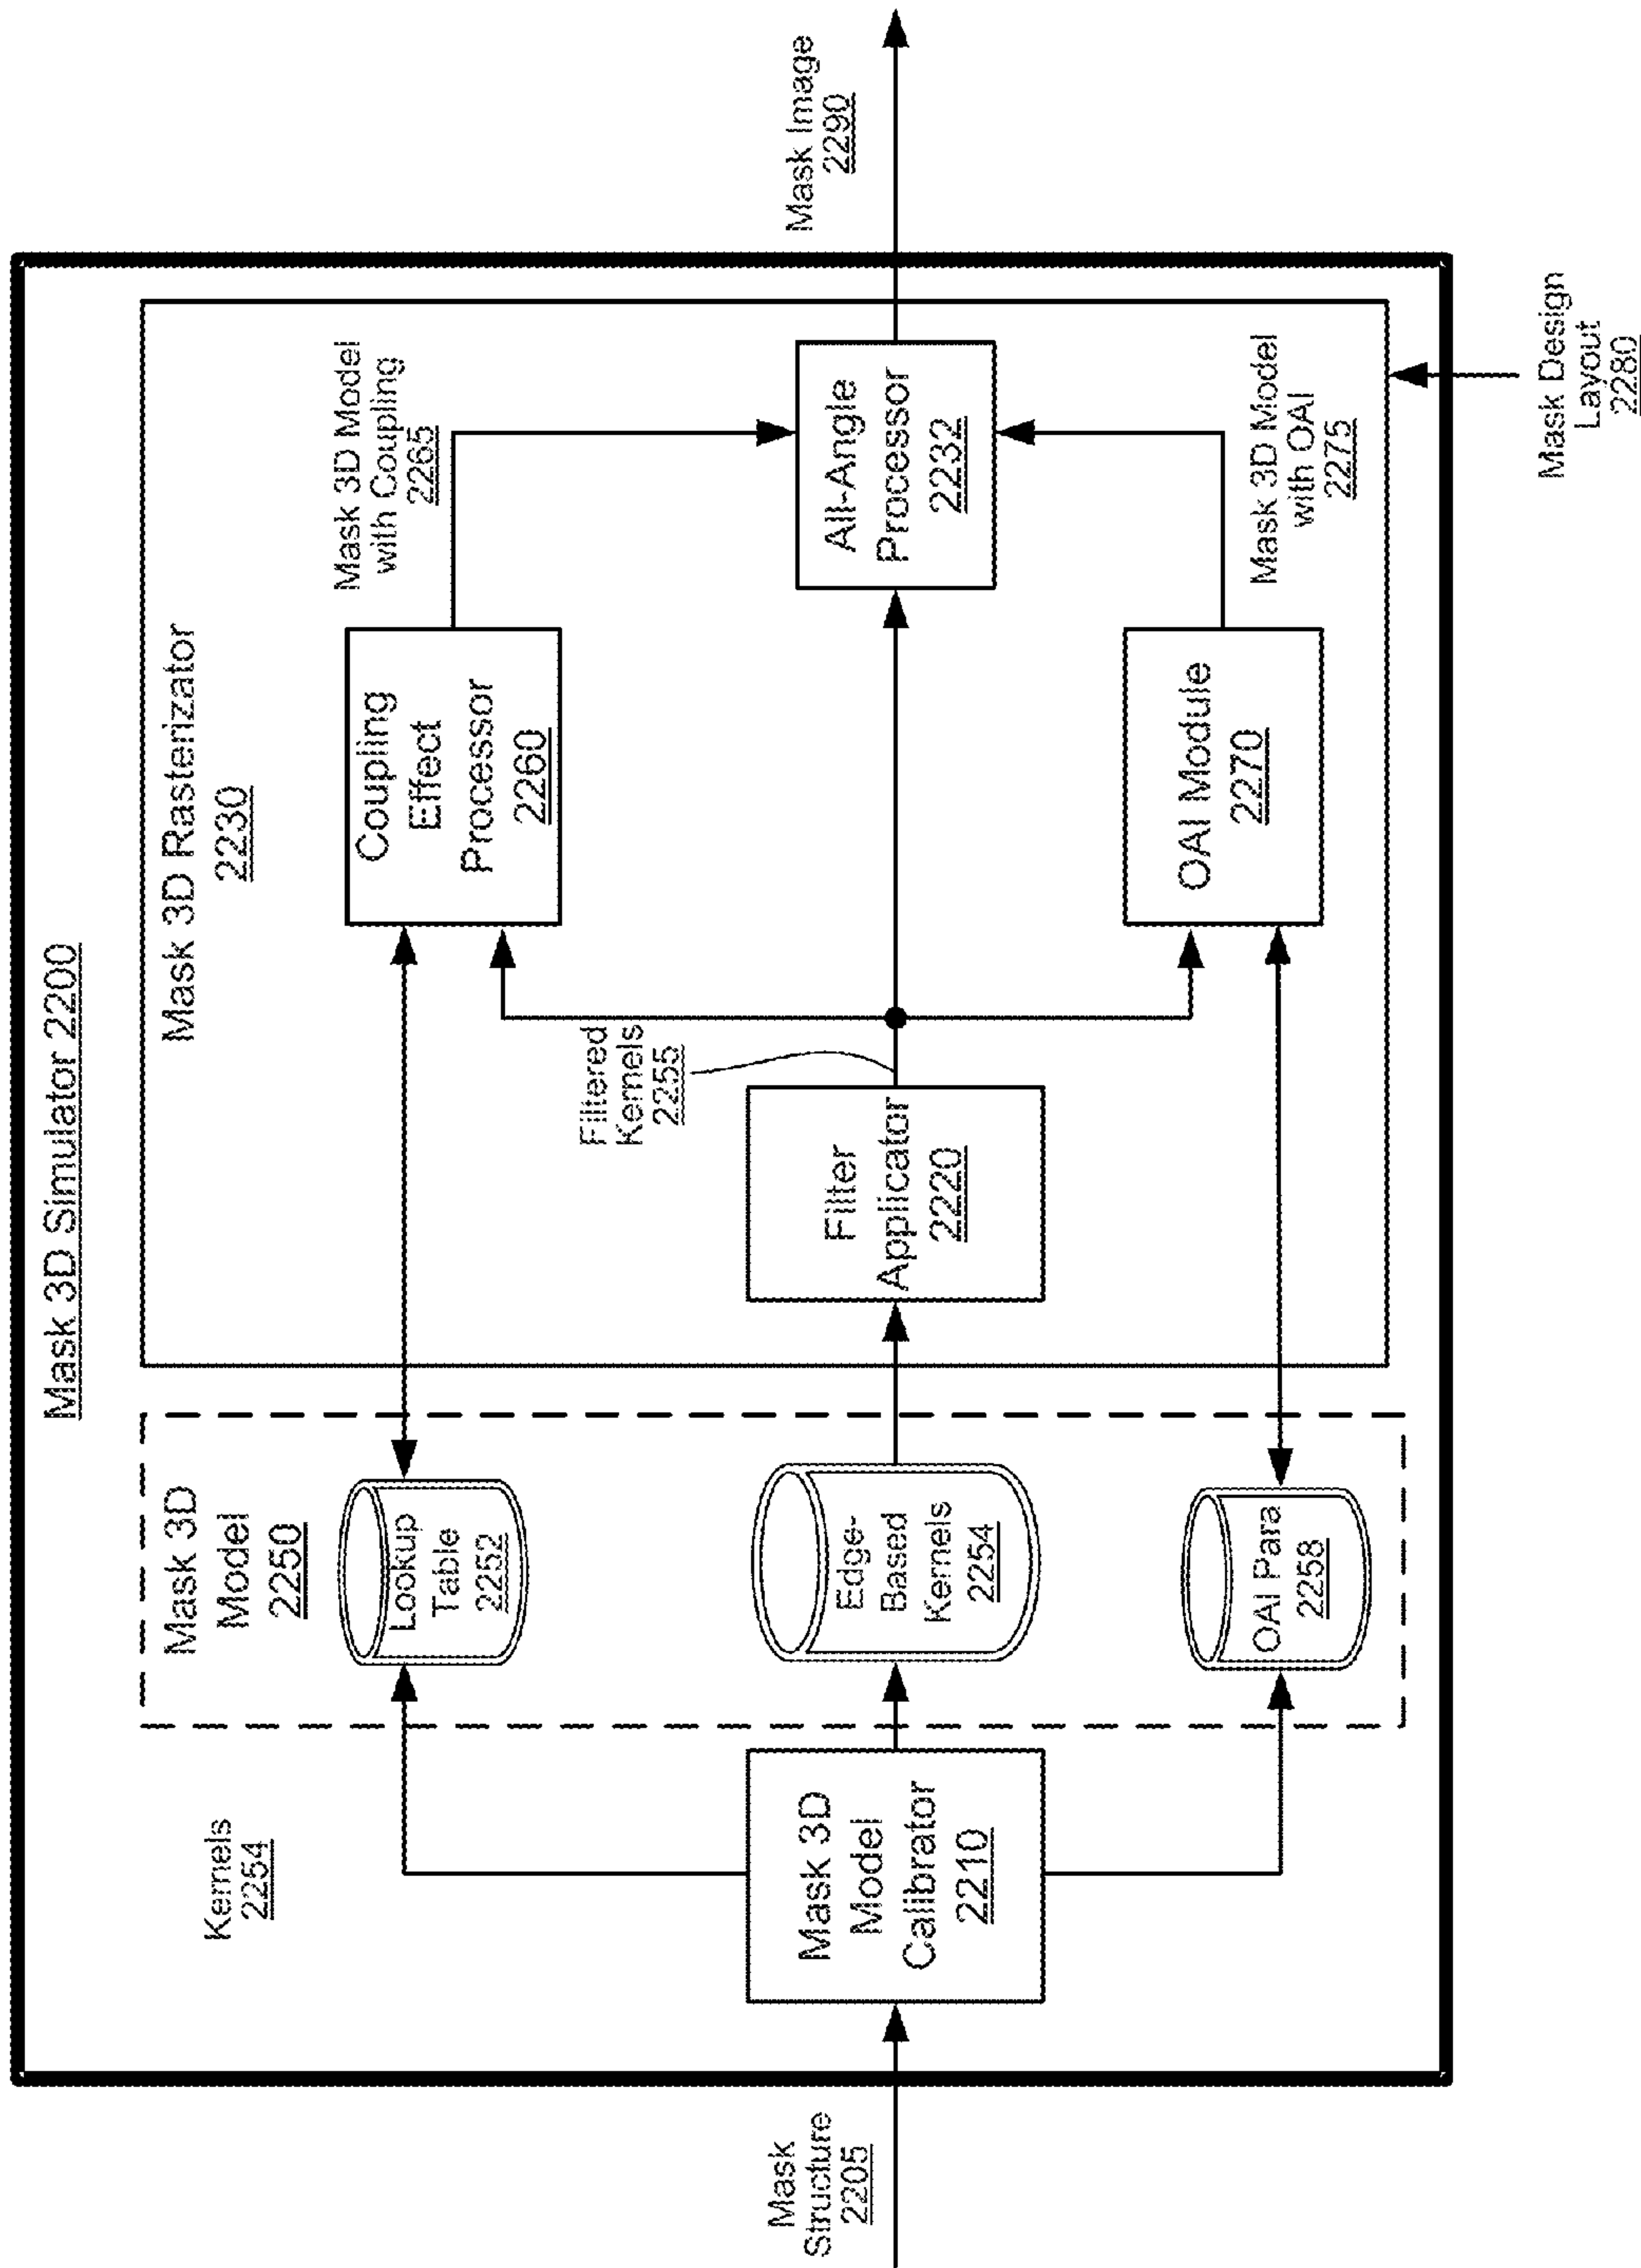 Mask 3D Simulator 2200
Mask 3D Rasterizator
2230
Mask 3D
Model
2250
Kernels
2254
Lookup
Table
2252
Coupling
Effect
Processor
2260
Mask 3D Model
with Coupling
2265
Mask
Structure
2205
Mask 3D
Model
Calibrator
2210
Edge-
Based
Kernels
2254
Filter
Applicator
2220
Filtered
Kernels
2255
All-Angle
Processor
2232
Mask Image
2290
OAI Para
2258
OAI Module
2270
Mask 3D Model
with OAI
2275
Mask Design
Layout
2280